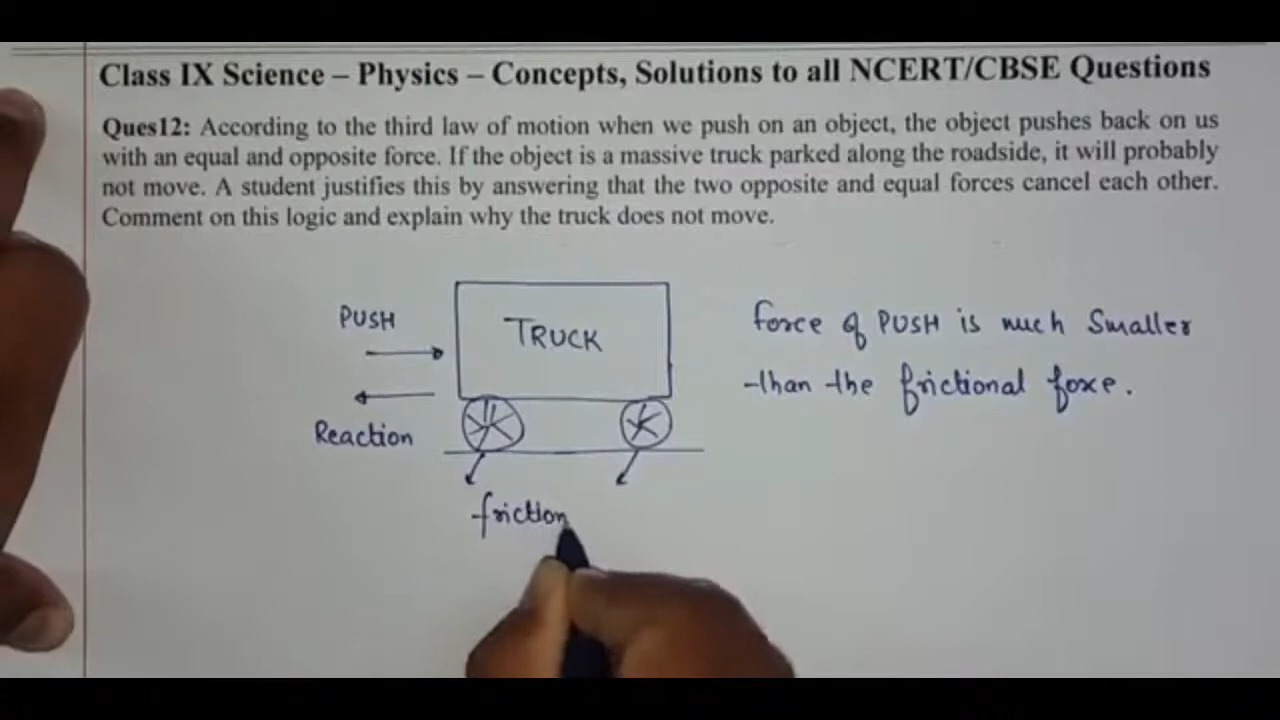 Class IX Science – Physics – Concepts, Solutions to all NCERT/CBSE Questions
Ques12: According to the third law of motion when we push on an object, the object pushes back on us
with an equal and opposite force. If the object is a massive truck parked along the roadside, it will probably
not move. A student justifies this by answering that the two opposite and equal forces cancel each other.
Comment on this logic and explain why the truck does not move.
PUSH
TRUCK
Reaction
friction
force of PUSH is much Smaller
than the frictional foxe.